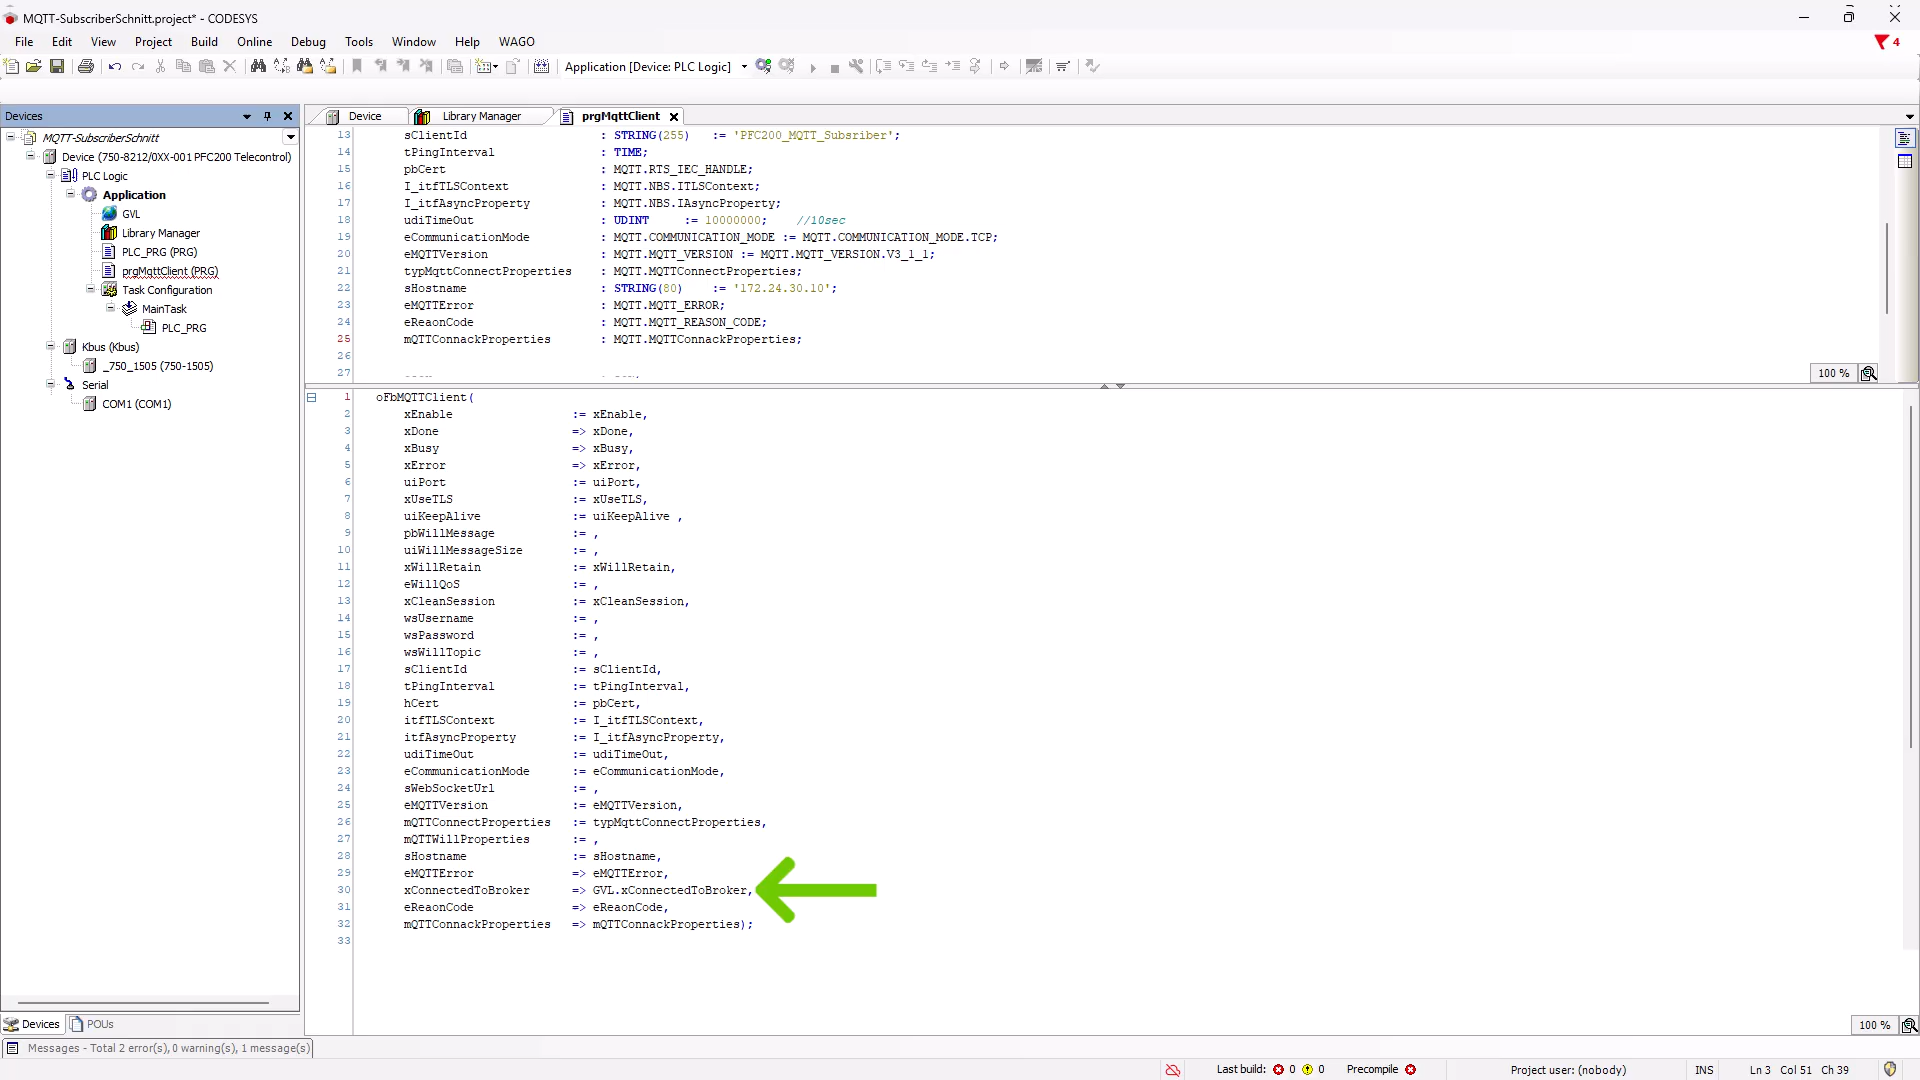 MQTT-SubscriberSchnitt.project* - CODESYS
File Edit View Project Build Online Debug Tools Window Help WAGO
4
Application [Device: PLC Logic]
Devices
MQTT-SubscriberSchnitt
Device (750-8212/0XX-001 PFC200 Telecontrol)
PLC Logic
Application
GVL
Library Manager
PLC_PRG (PRG)
prgMqttClient (PRG)
Task Configuration
MainTask
PLC_PRG
Kbus (Kbus)
_750_1505 (750-1505)
Serial
COM1 (COM1)
Devices POUs
Device Library Manager prgMqttClient
13 sClientId : STRING(255) := 'PFC200_MQTT_Subsriber';
14 tPingInterval : TIME;
15 pbCert : MQTT.RTS_IEC_HANDLE;
16 I_itfTLSContext : MQTT.NBS.ITLSContext;
17 I_itfAsyncProperty : MQTT.NBS.IAsyncProperty;
18 udiTimeOut : UDINT := 10000000; //10sec
19 eCommunicationMode : MQTT.COMMUNICATION_MODE := MQTT.COMMUNICATION_MODE.TCP;
20 eMQTTVersion : MQTT.MQTT_VERSION := MQTT.MQTT_VERSION.V3_1_1;
21 typMqttConnectProperties : MQTT.MQTTConnectProperties;
22 sHostname : STRING(80) := '172.24.30.10';
23 eMQTTError : MQTT.MQTT_ERROR;
24 eReaonCode : MQTT.MQTT_REASON_CODE;
25 mQTTConnackProperties : MQTT.MQTTConnackProperties;
26
27
100 %
1 oFbMQTTClient(
2 xEnable := xEnable,
3 xDone => xDone,
4 xBusy => xBusy,
5 xError => xError,
6 uiPort := uiPort,
7 xUseTLS := xUseTLS,
8 uiKeepAlive := uiKeepAlive ,
9 pbWillMessage := ,
10 uiWillMessageSize := ,
11 xWillRetain := xWillRetain,
12 eWillQoS := ,
13 xCleanSession := xCleanSession,
14 wsUsername := ,
15 wsPassword := ,
16 wsWillTopic := ,
17 sClientId := sClientId,
18 tPingInterval := tPingInterval,
19 hCert := pbCert,
20 itfTLSContext := I_itfTLSContext,
21 itfAsyncProperty := I_itfAsyncProperty,
22 udiTimeOut := udiTimeOut,
23 eCommunicationMode := eCommunicationMode,
24 sWebSocketUrl := ,
25 eMQTTVersion := eMQTTVersion,
26 mQTTConnectProperties := typMqttConnectProperties,
27 mQTTWillProperties := ,
28 sHostname := sHostname,
29 eMQTTError => eMQTTError,
30 xConnectedToBroker => GVL.xConnectedToBroker,
31 eReaonCode => eReaonCode,
32 mQTTConnackProperties => mQTTConnackProperties);
33
100 %
Messages - Total 2 error(s), 0 warning(s), 1 message(s)
Last build: 0 0 Precompile Project user: (nobody) INS Ln 3 Col 51 Ch 39